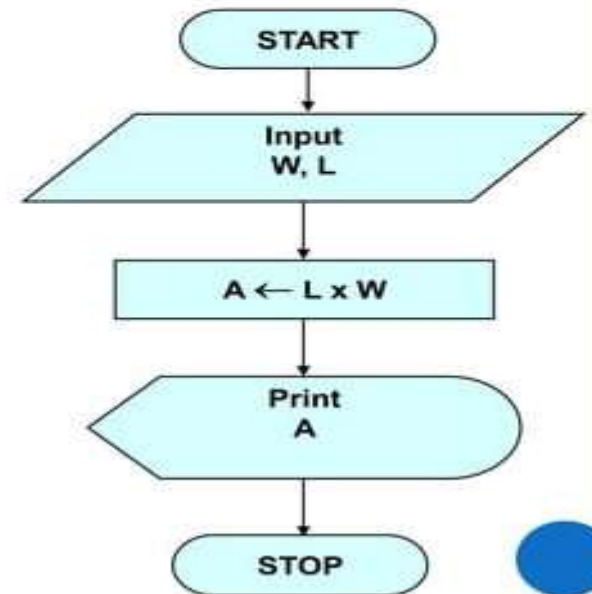 START
Input
W, L
A ← L x W
Print
A
STOP